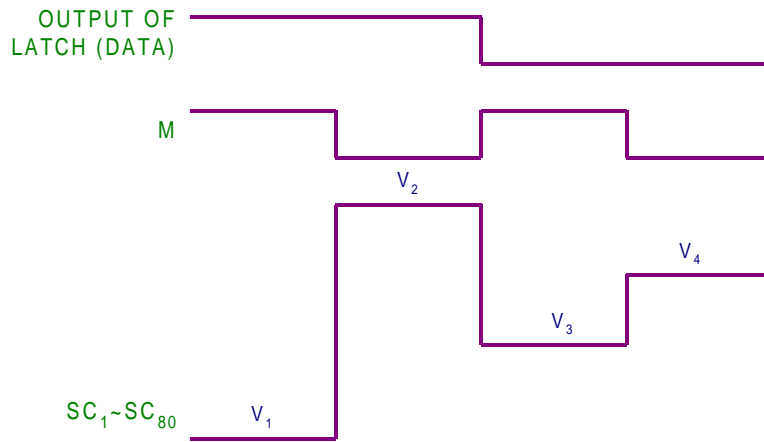 OUTPUT OF
LATCH (DATA)
M
V₂
V₄
V₃
SC₁~SC₈₀
V₁